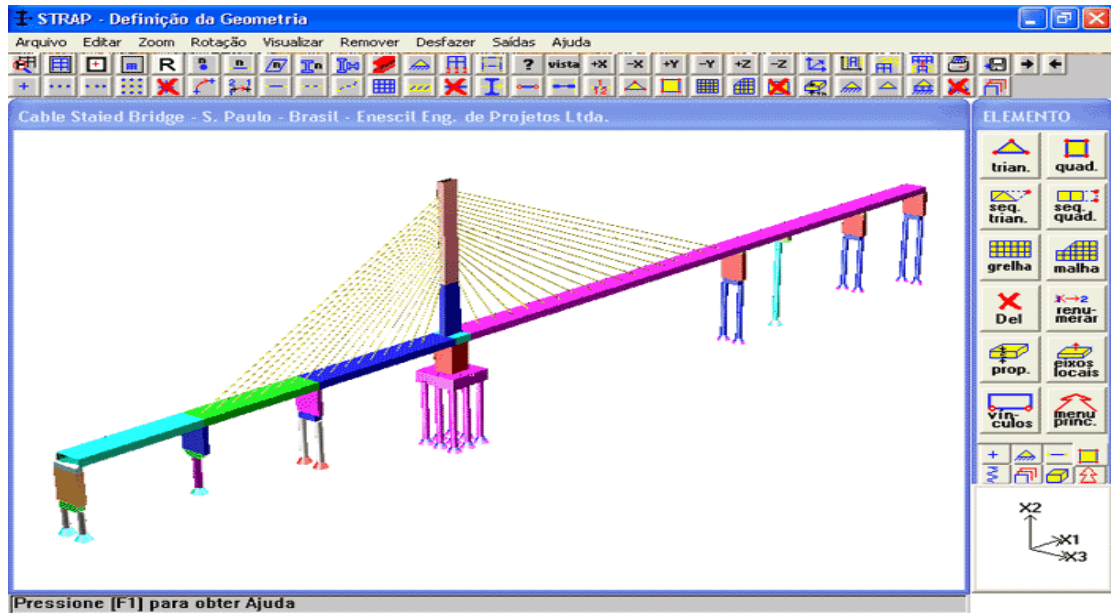 STRAP - Definição da Geometria
Arquivo Editar Zoom Rotação Visualizar Remover Desfazer Saídas Ajuda
R n n n ? vista +X -X +Y -Y +Z -Z
Cable Staied Bridge - S. Paulo - Brasil - Enescil Eng. de Projetos Ltda.
ELEMENTO
trian. quad.
seq. trian. seq. quad.
grelha malha
Del renu-merar
prop. eixos locais
vín-culos menu princ.
X2
X1
X3
Pressione [F1] para obter Ajuda